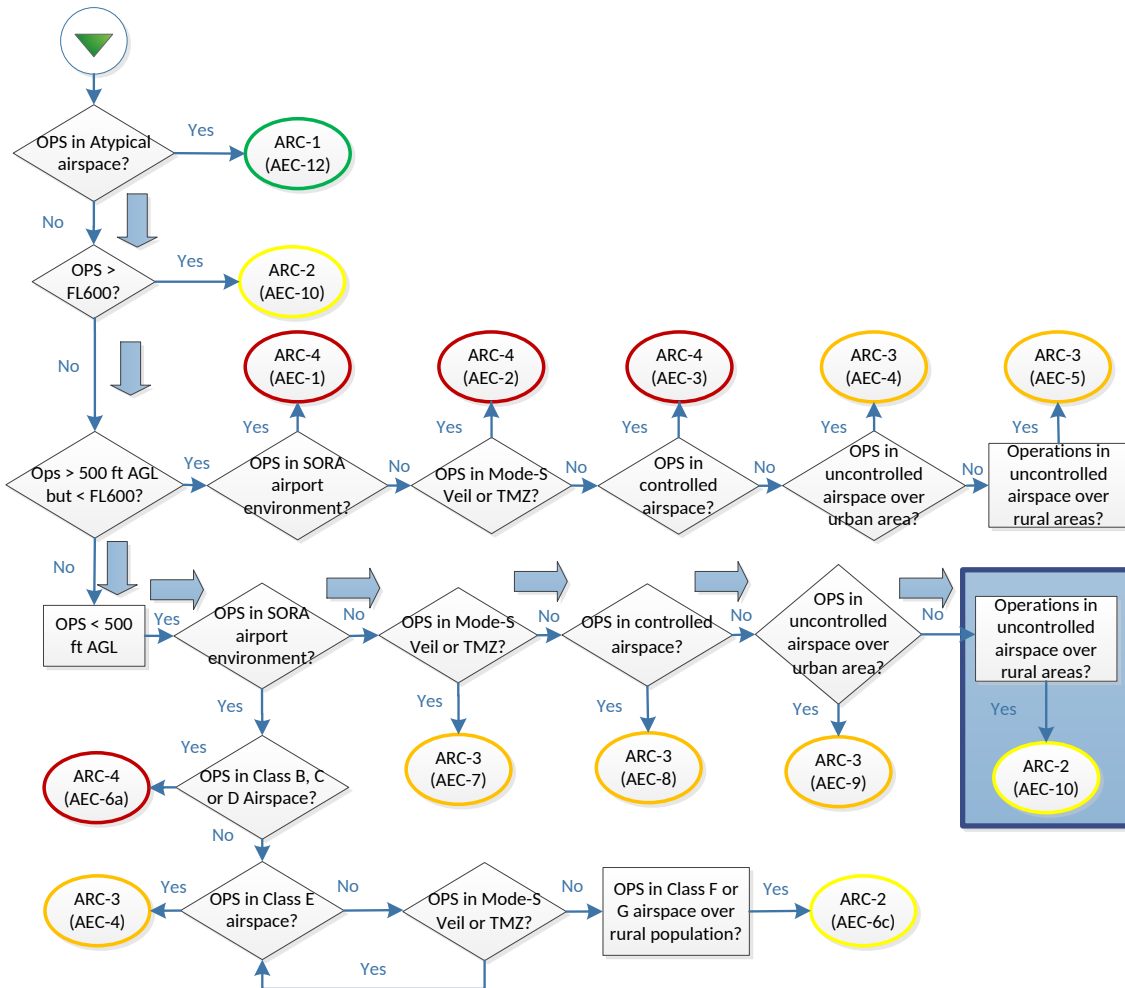 OPS in Atypical
airspace?
Yes
ARC-1
(AEC-12)
No
OPS >
FL600?
Yes
ARC-2
(AEC-10)
No
ARC-4
(AEC-1)
ARC-4
(AEC-2)
ARC-4
(AEC-3)
ARC-3
(AEC-4)
ARC-3
(AEC-5)
Yes
Yes
Yes
Yes
Yes
Ops > 500 ft AGL
but < FL600?
Yes
OPS in SORA
airport
environment?
No
OPS in Mode-S
Veil or TMZ?
No
OPS in
controlled
airspace?
No
OPS in
uncontrolled
airspace over
urban area?
No
Operations in
uncontrolled
airspace over
rural areas?
No
OPS < 500
ft AGL
Yes
OPS in SORA
airport
environment?
No
OPS in Mode-S
Veil or TMZ?
No
OPS in controlled
airspace?
No
OPS in
uncontrolled
airspace over
urban area?
No
Operations in
uncontrolled
airspace over
rural areas?
Yes
Yes
Yes
Yes
Yes
ARC-3
(AEC-7)
ARC-3
(AEC-8)
ARC-3
(AEC-9)
ARC-2
(AEC-10)
OPS in Class B, C
or D Airspace?
Yes
ARC-4
(AEC-6a)
No
OPS in Class E
airspace?
Yes
ARC-3
(AEC-4)
No
OPS in Mode-S
Veil or TMZ?
No
OPS in Class F or
G airspace over
rural population?
Yes
ARC-2
(AEC-6c)
Yes